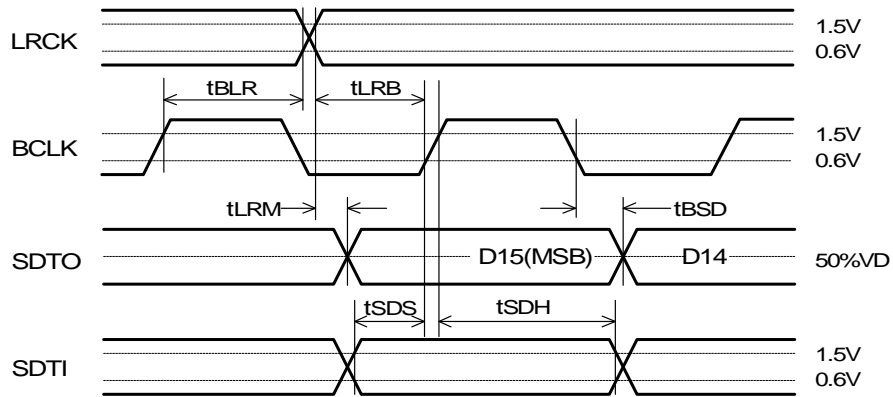 LRCK
1.5V
0.6V
tBLR
tLRB
BCLK
1.5V
0.6V
tLRM
tBSD
SDTO
D15(MSB)
D14
50%VD
tSDS
tSDH
SDTI
1.5V
0.6V